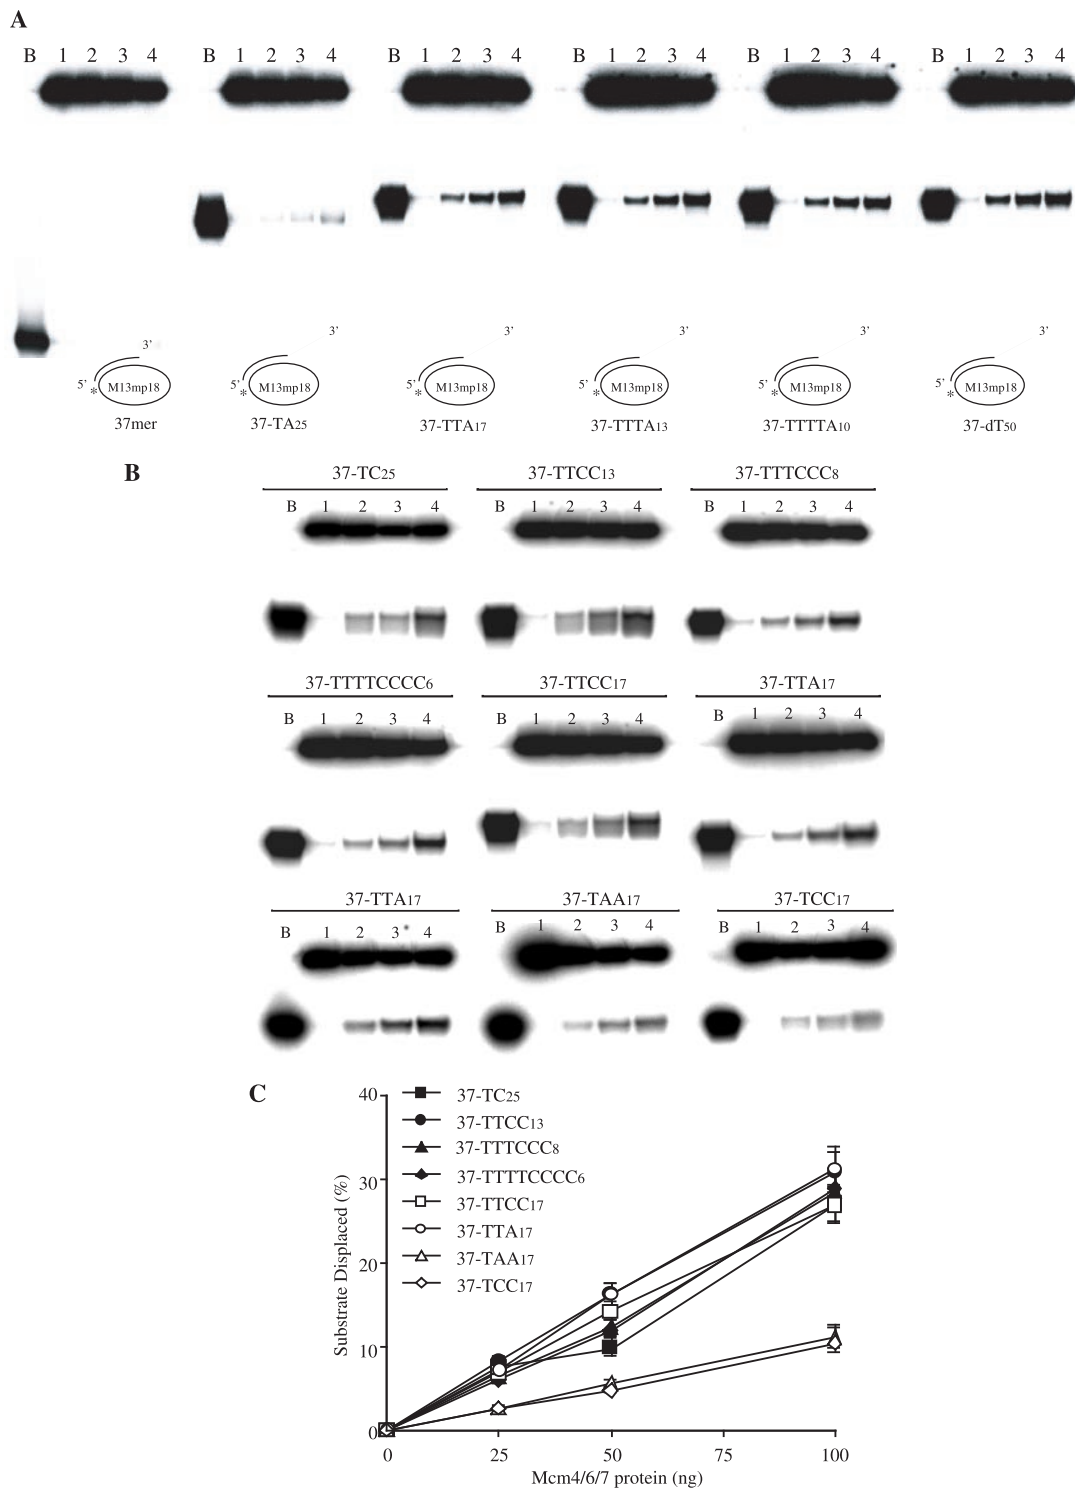 A
B 1 2 3 4 B 1 2 3 4 B 1 2 3 4 B 1 2 3 4 B 1 2 3 4 B 1 2 3 4
3' 3' 3' 3' 3' 3'
5' * M13mp18 5' * M13mp18 5' * M13mp18 5' * M13mp18 5' * M13mp18 5' * M13mp18
37mer 37-TA25 37-TTA17 37-TTTA13 37-TTTTA10 37-dT50
B
37-TC25 37-TTCC13 37-TTTCCC8
B 1 2 3 4 B 1 2 3 4 B 1 2 3 4
37-TTTTCCCC6 37-TTCC17 37-TTA17
B 1 2 3 4 B 1 2 3 4 B 1 2 3 4
37-TTA17 37-TAA17 37-TCC17
B 1 2 3 4 B 1 2 3 4 B 1 2 3 4
C
37-TC25
37-TTCC13
37-TTTCCC8
37-TTTTCCCC6
37-TTCC17
37-TTA17
37-TAA17
37-TCC17
Substrate Displaced (%)
40
30
20
10
0
0 25 50 75 100
Mcm4/6/7 protein (ng)